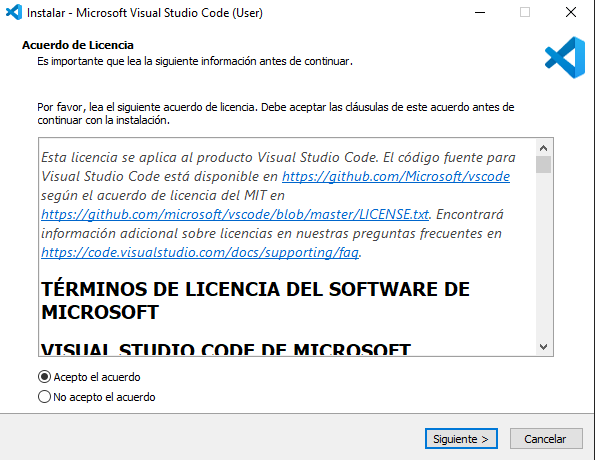 Instalar - Microsoft Visual Studio Code (User)
Acuerdo de Licencia
Es importante que lea la siguiente información antes de continuar.
Por favor, lea el siguiente acuerdo de licencia. Debe aceptar las cláusulas de este acuerdo antes de
continuar con la instalación.
Esta licencia se aplica al producto Visual Studio Code. El código fuente para
Visual Studio Code está disponible en https://github.com/Microsoft/vscode
según el acuerdo de licencia del MIT en
https://github.com/microsoft/vscode/blob/master/LICENSE.txt. Encontrará
información adicional sobre licencias en nuestras preguntas frecuentes en
https://code.visualstudio.com/docs/supporting/faq.
TÉRMINOS DE LICENCIA DEL SOFTWARE DE
MICROSOFT
VISUAL STUDIO CODE DE MICROSOFT
Acepto el acuerdo
No acepto el acuerdo
Siguiente >
Cancelar